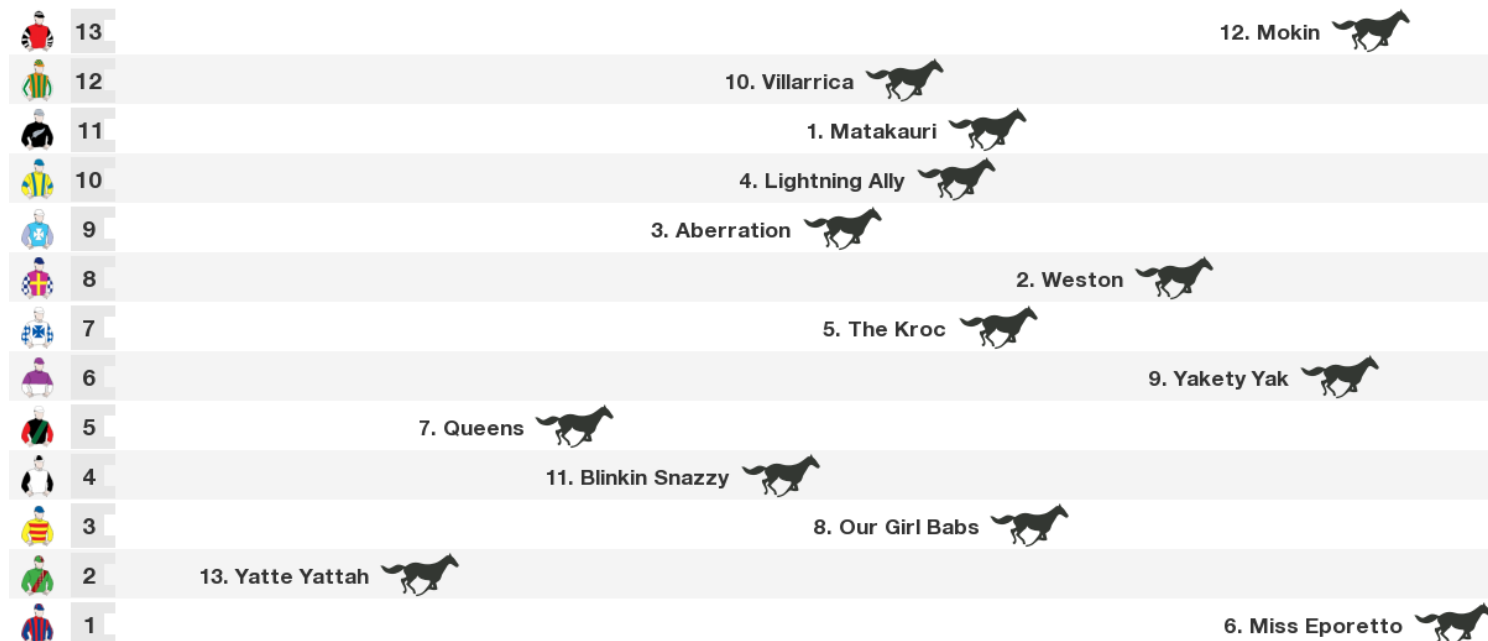 13 12. Mokin
12 10. Villarrica
11 1. Matakauri
10 4. Lightning Ally
9 3. Aberration
8 2. Weston
7 5. The Kroc
6 9. Yakety Yak
5 7. Queens
4 11. Blinkin Snazzy
3 8. Our Girl Babs
2 13. Yatte Yattah
1 6. Miss Eporetto